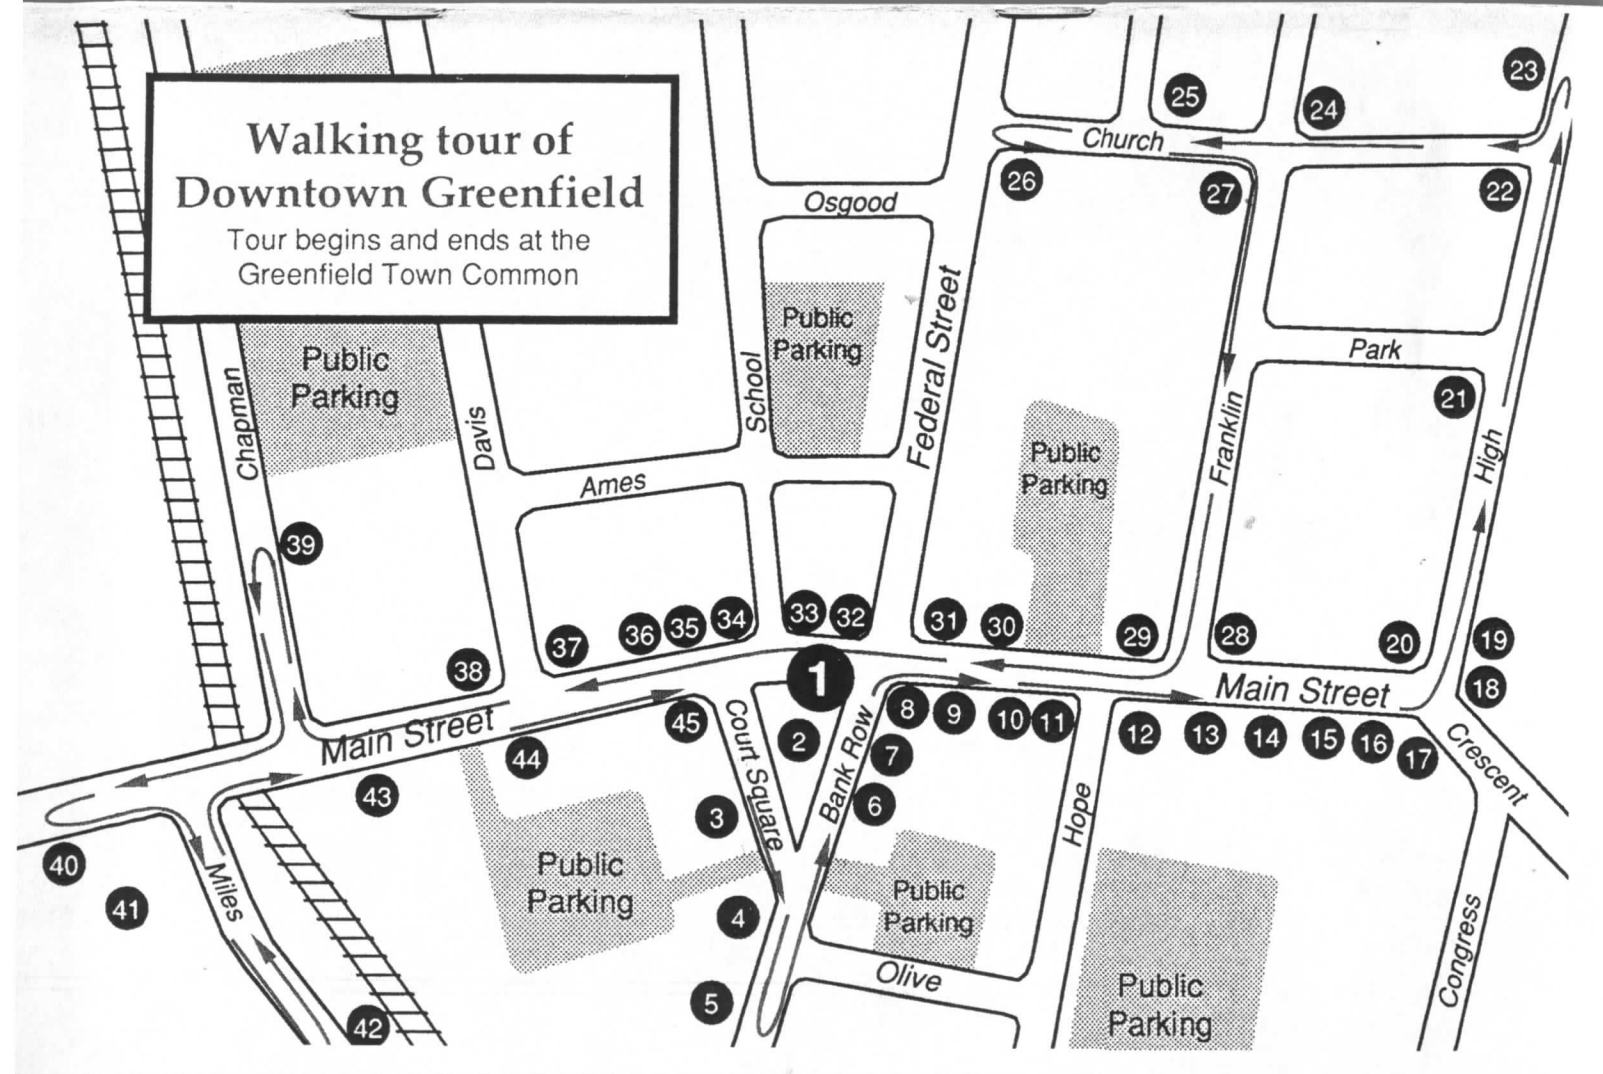 Walking tour of
Downtown Greenfield
Tour begins and ends at the
Greenfield Town Common
23
25
24
Church
26
27
22
Osgood
Public
Parking
Public
Parking
Federal Street
Park
School
Chapman
Davis
21
Franklin
High
Public
Parking
Ames
39
33
32
34
35
36
37
31
30
29
28
20
19
38
1
18
Main Street
Main Street
45
Court Square
2
Bank Row
8
9
10
11
12
13
14
15
16
17
Crescent
44
7
43
3
6
Hope
40
Miles
41
Public
Parking
4
Public
Parking
Olive
5
42
Public
Parking
Congress